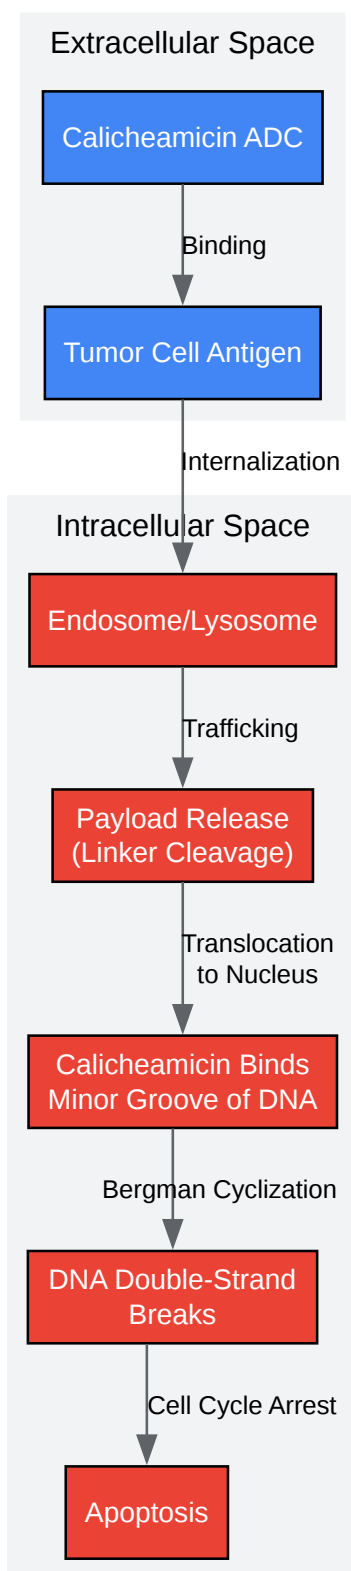 Extracellular Space
Calicheamicin ADC
Binding
Tumor Cell Antigen
Internalization
Intracellular Space
Endosome/Lysosome
Trafficking
Payload Release
(Linker Cleavage)
Translocation
to Nucleus
Calicheamicin Binds
Minor Groove of DNA
Bergman Cyclization
DNA Double-Strand
Breaks
Cell Cycle Arrest
Apoptosis